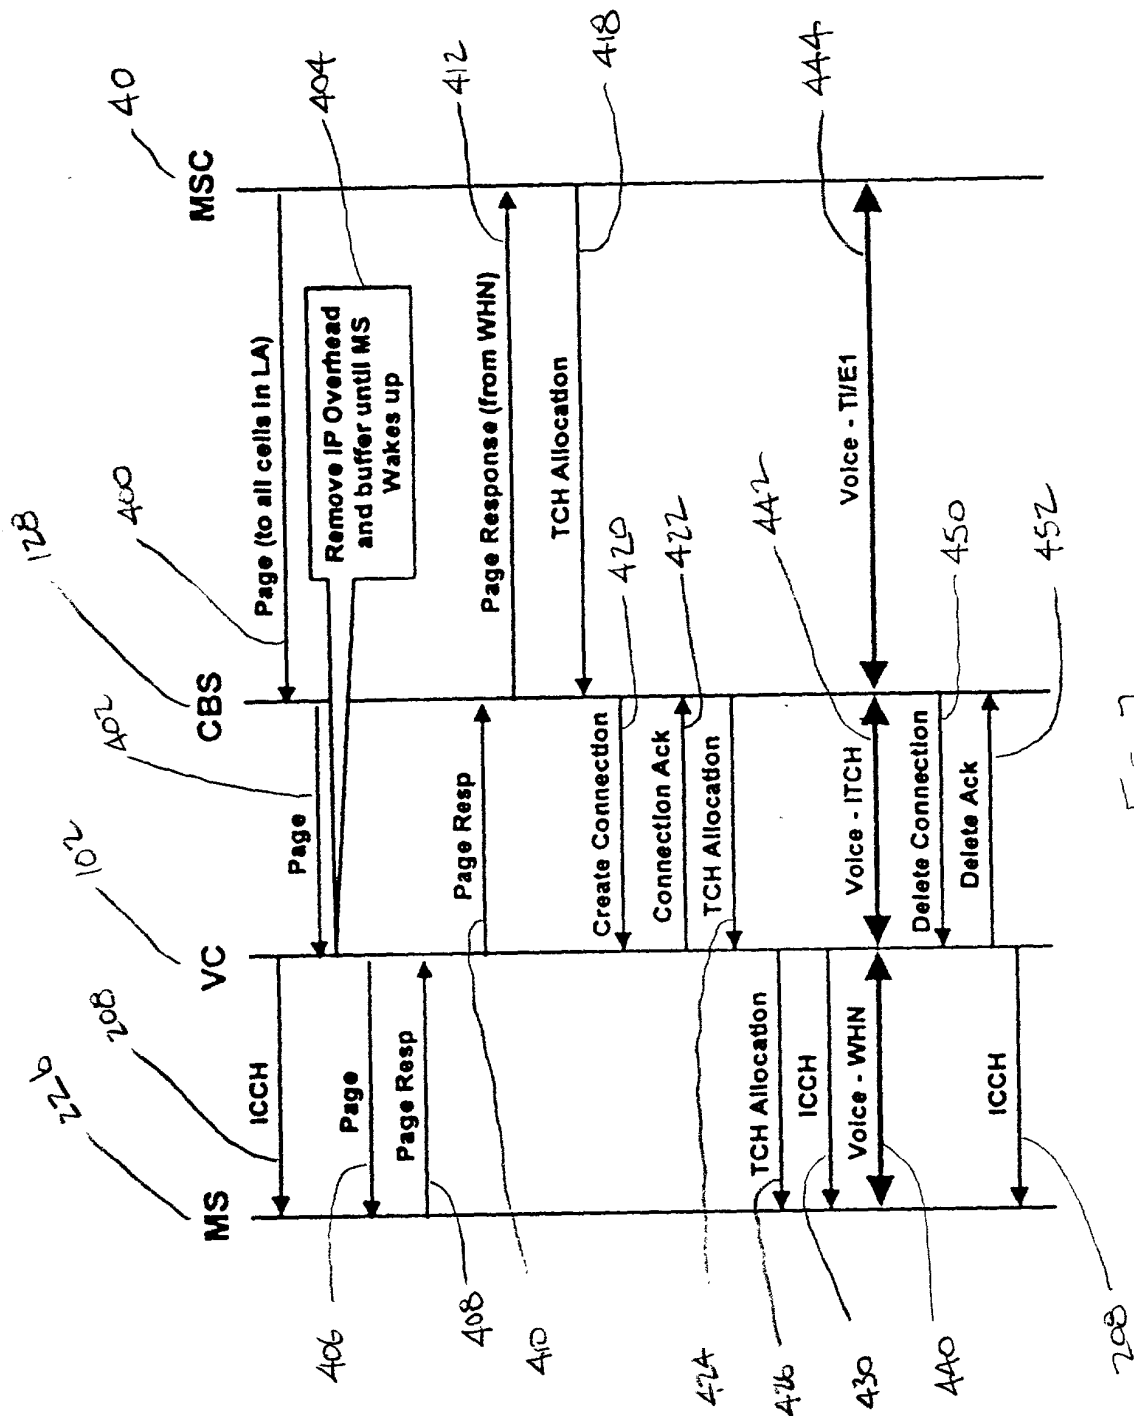 226
208
102
402
128
400
40
MS
VC
CBS
MSC
ICCH
Page (to all cells in LA)
404
Page
Remove IP Overhead
and buffer until MS
Wakes up
406
Page
412
408
Page Resp
410
Page Resp
Page Response (from WHN)
418
TCH Allocation
420
Create Connection
422
Connection Ack
424
TCH Allocation
426
TCH Allocation
442
430
ICCH
444
440
Voice - WHN
Voice - ITCH
Voice - TI/E1
450
Delete Connection
452
Delete Ack
208
ICCH